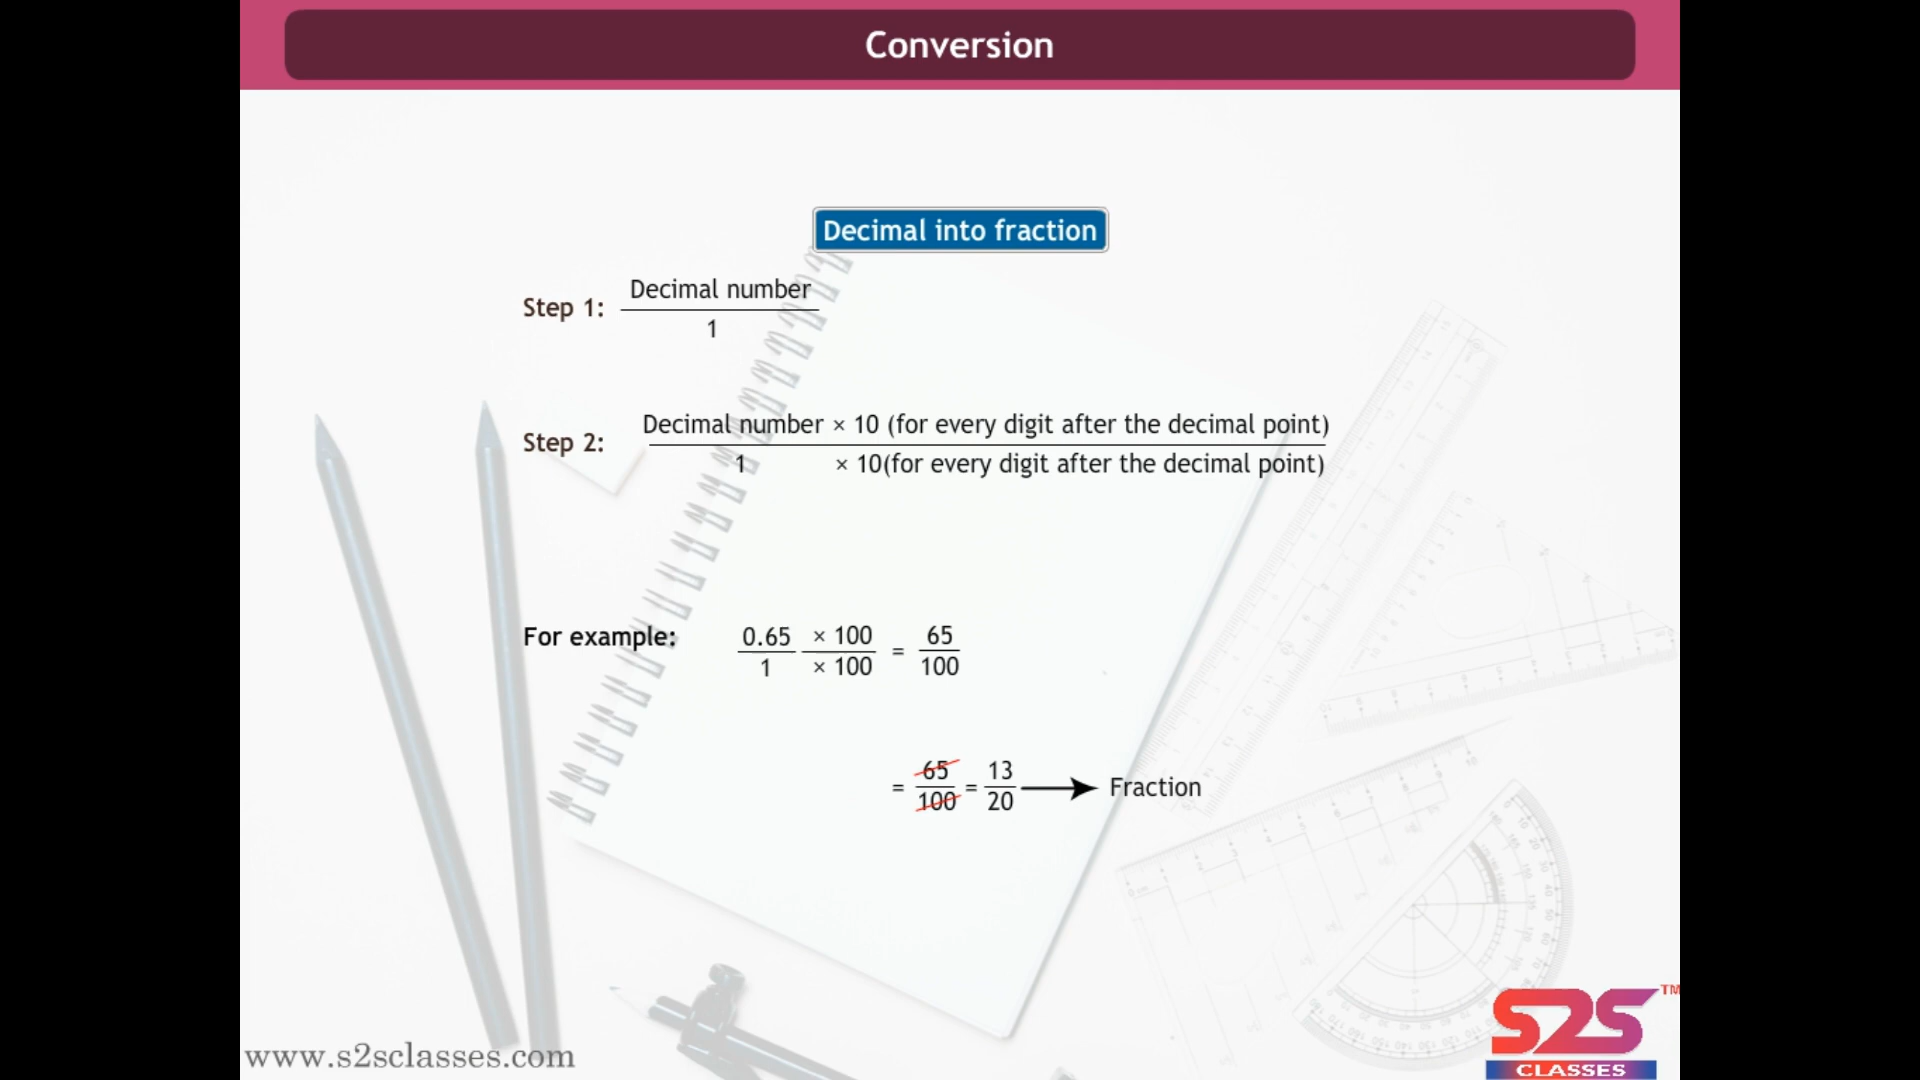 Conversion
Decimal into fraction
Step 1: Decimal number
1
Step 2: Decimal number × 10 (for every digit after the decimal point)
1 × 10(for every digit after the decimal point)
For example: 0.65 × 100 = 65
1 × 100 100
= 65 = 13 Fraction
100 20
www.s2sclasses.com
S2S TM
CLASSES